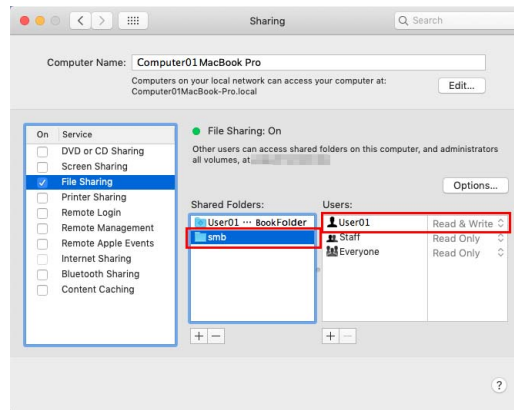 Sharing
Search
Computer Name: Computer01 MacBook Pro
Computers on your local network can access your computer at:
Computer01MacBook-Pro.local
Edit...
On Service
DVD or CD Sharing
Screen Sharing
File Sharing
Printer Sharing
Remote Login
Remote Management
Remote Apple Events
Internet Sharing
Bluetooth Sharing
Content Caching
File Sharing: On
Other users can access shared folders on this computer, and administrators
all volumes, at
Options...
Shared Folders:
User01 ··· BookFolder
smb
Users:
User01 Read & Write
Staff Read Only
Everyone Read Only
+ −
+ −
?